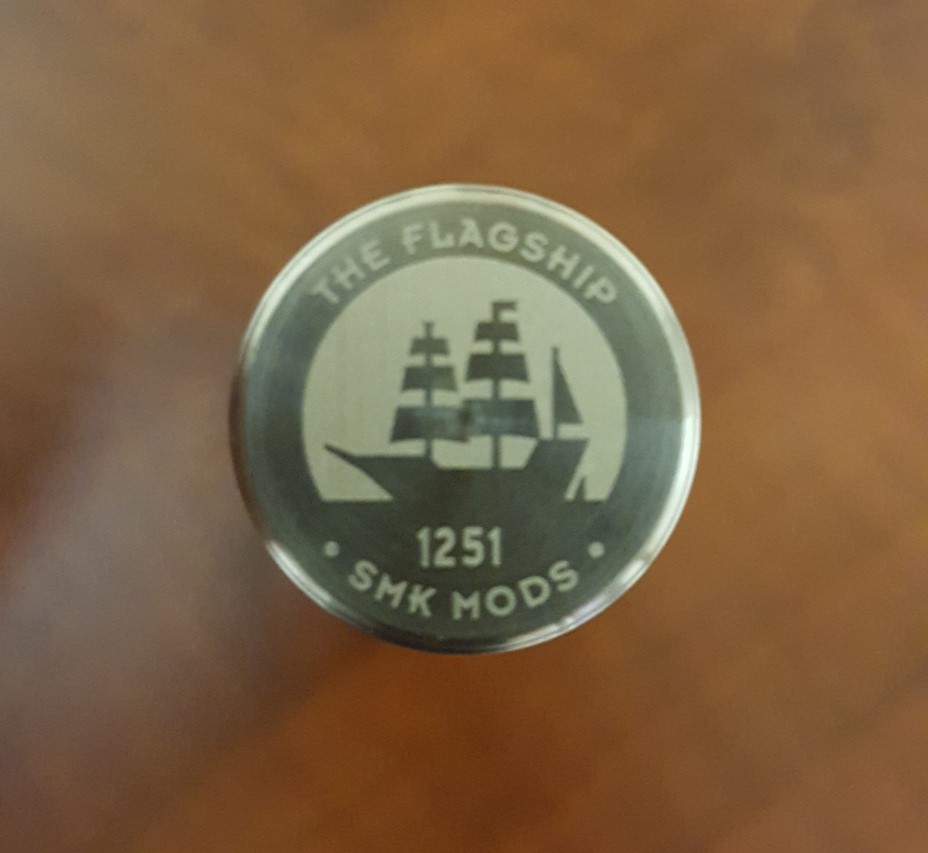 THE FLAGSHIP
1251
• SMK MODS •